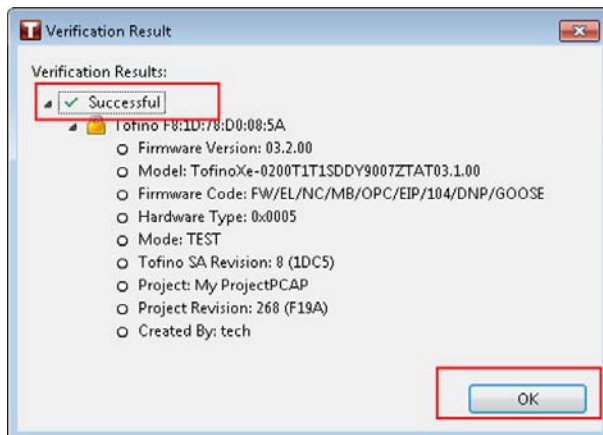 Verification Result
Verification Results:
Successful
Tofino F8:1D:78:D0:08:5A
Firmware Version: 03.2.00
Model: TofinoXe-0200T1T1SDDY9007ZTAT03.1.00
Firmware Code: FW/EL/NC/MB/OPC/EIP/104/DNP/GOOSE
Hardware Type: 0x0005
Mode: TEST
Tofino SA Revision: 8 (1DC5)
Project: My ProjectPCAP
Project Revision: 268 (F19A)
Created By: tech
OK